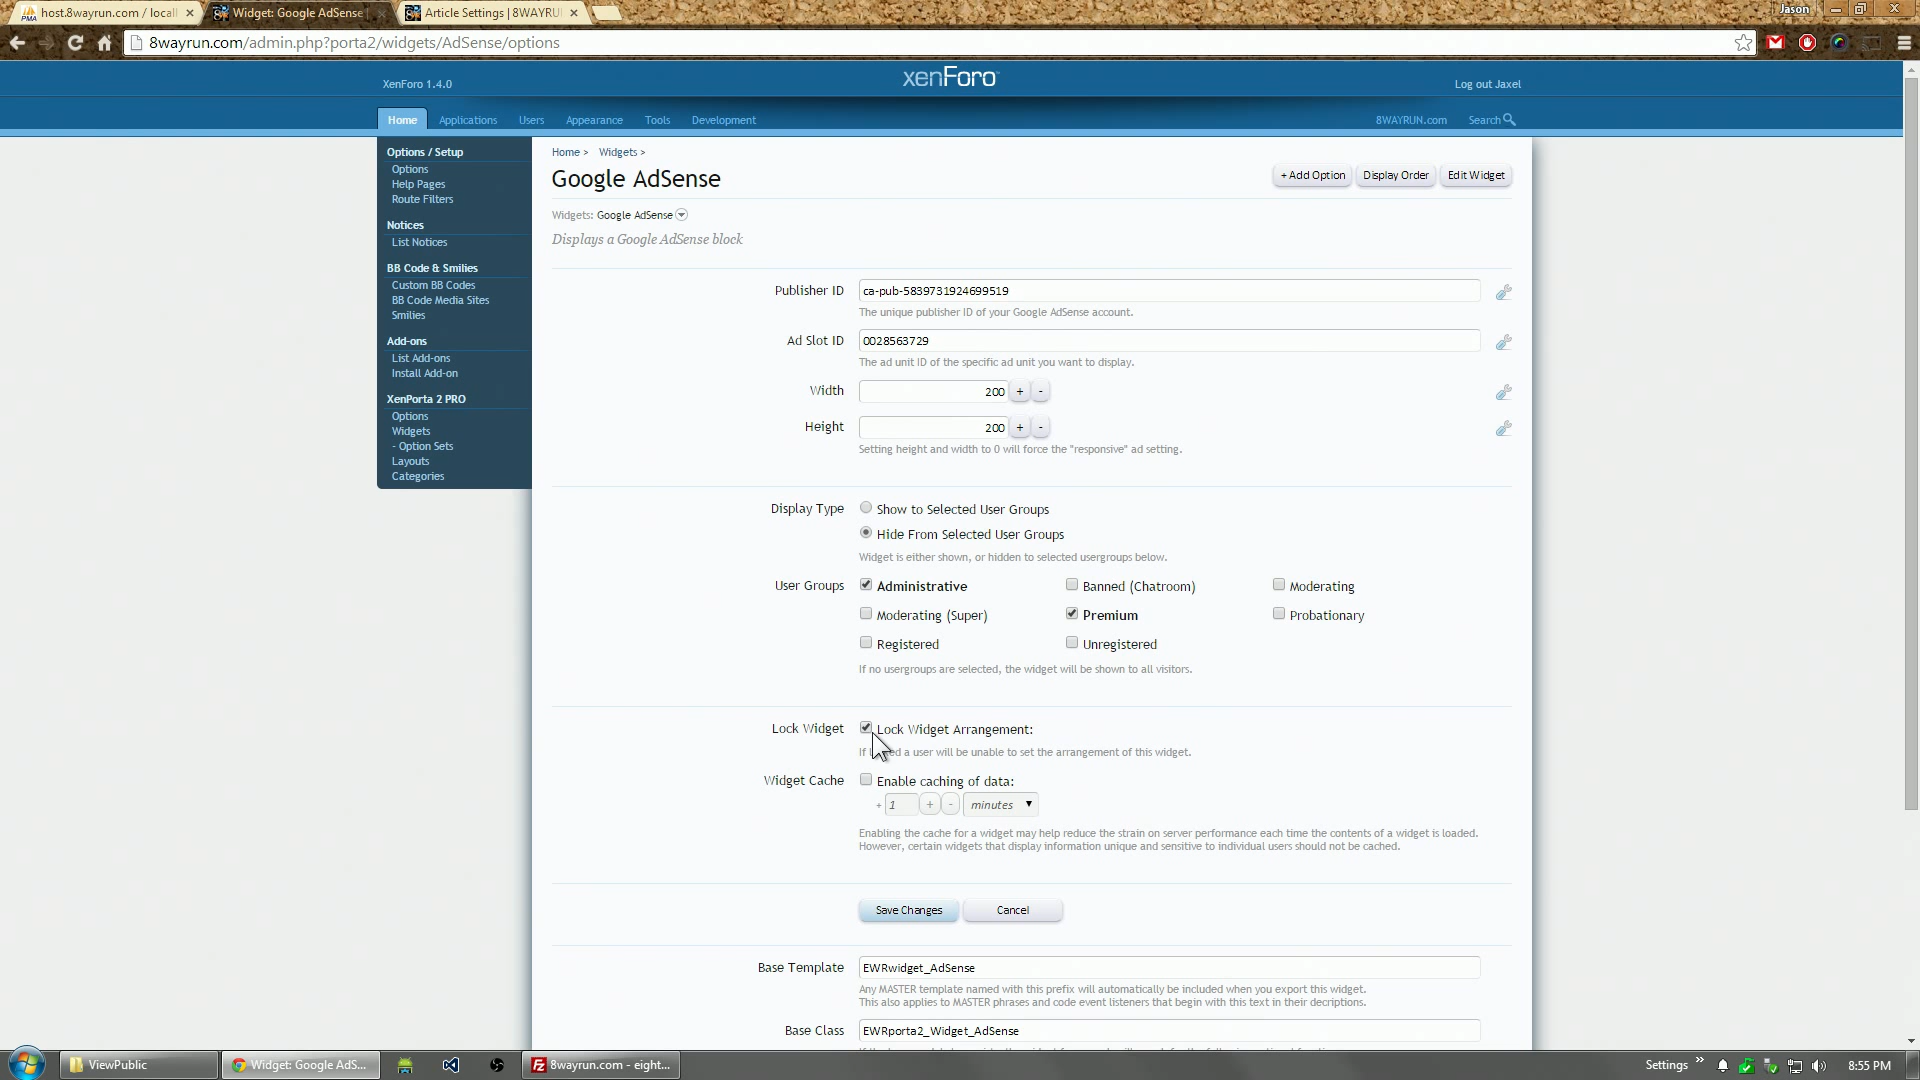 host.8wayrun.com / locall
Widget: Google AdSense
Article Settings | 8WAYRU
Jason
8wayrun.com/admin.php?porta2/widgets/AdSense/options
XenForo 1.4.0
xenForo
Log out Jaxel
Home
Applications
Users
Appearance
Tools
Development
8WAYRUN.com
Search
Options / Setup
Options
Help Pages
Route Filters
Notices
List Notices
BB Code & Smilies
Custom BB Codes
BB Code Media Sites
Smilies
Add-ons
List Add-ons
Install Add-on
XenPorta 2 PRO
Options
Widgets
- Option Sets
Layouts
Categories
Home > Widgets >
Google AdSense
+ Add Option
Display Order
Edit Widget
Widgets: Google AdSense
Displays a Google AdSense block
Publisher ID
ca-pub-5839731924699519
The unique publisher ID of your Google AdSense account.
Ad Slot ID
0028563729
The ad unit ID of the specific ad unit you want to display.
Width
200 + -
Height
200 + -
Setting height and width to 0 will force the "responsive" ad setting.
Display Type
Show to Selected User Groups
Hide From Selected User Groups
Widget is either shown, or hidden to selected usergroups below.
User Groups
Administrative
Banned (Chatroom)
Moderating
Moderating (Super)
Premium
Probationary
Registered
Unregistered
If no usergroups are selected, the widget will be shown to all visitors.
Lock Widget
Lock Widget Arrangement:
If a user will be unable to set the arrangement of this widget.
Widget Cache
Enable caching of data:
+ 1 + - minutes
Enabling the cache for a widget may help reduce the strain on server performance each time the contents of a widget is loaded.
However, certain widgets that display information unique and sensitive to individual users should not be cached.
Save Changes
Cancel
Base Template
EWRwidget_AdSense
Any MASTER template named with this prefix will automatically be included when you export this widget.
This also applies to MASTER phrases and code event listeners that begin with this text in their decriptions.
Base Class
EWRporta2_Widget_AdSense
ViewPublic
Widget: Google AdS...
8wayrun.com - eight...
Settings
8:55 PM